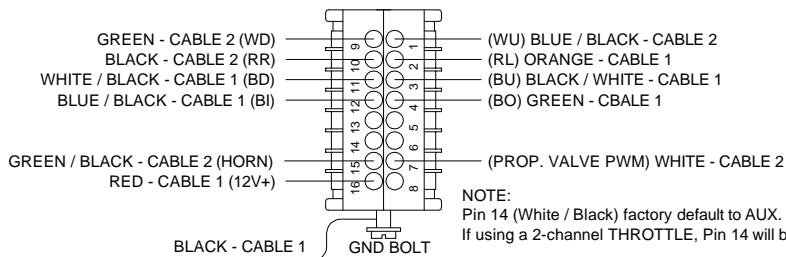 GREEN - CABLE 2 (WD)
BLACK - CABLE 2 (RR)
WHITE / BLACK - CABLE 1 (BD)
BLUE / BLACK - CABLE 1 (BI)
GREEN / BLACK - CABLE 2 (HORN)
RED - CABLE 1 (12V+)
BLACK - CABLE 1
GND BOLT
9
10
11
12
13
14
15
16
1
2
3
4
5
6
7
8
(WU) BLUE / BLACK - CABLE 2
(RL) ORANGE - CABLE 1
(BU) BLACK / WHITE - CABLE 1
(BO) GREEN - CBALE 1
(PROP. VALVE PWM) WHITE - CABLE 2
NOTE:
Pin 14 (White / Black) factory default to AUX.
If using a 2-channel THROTTLE, Pin 14 will b